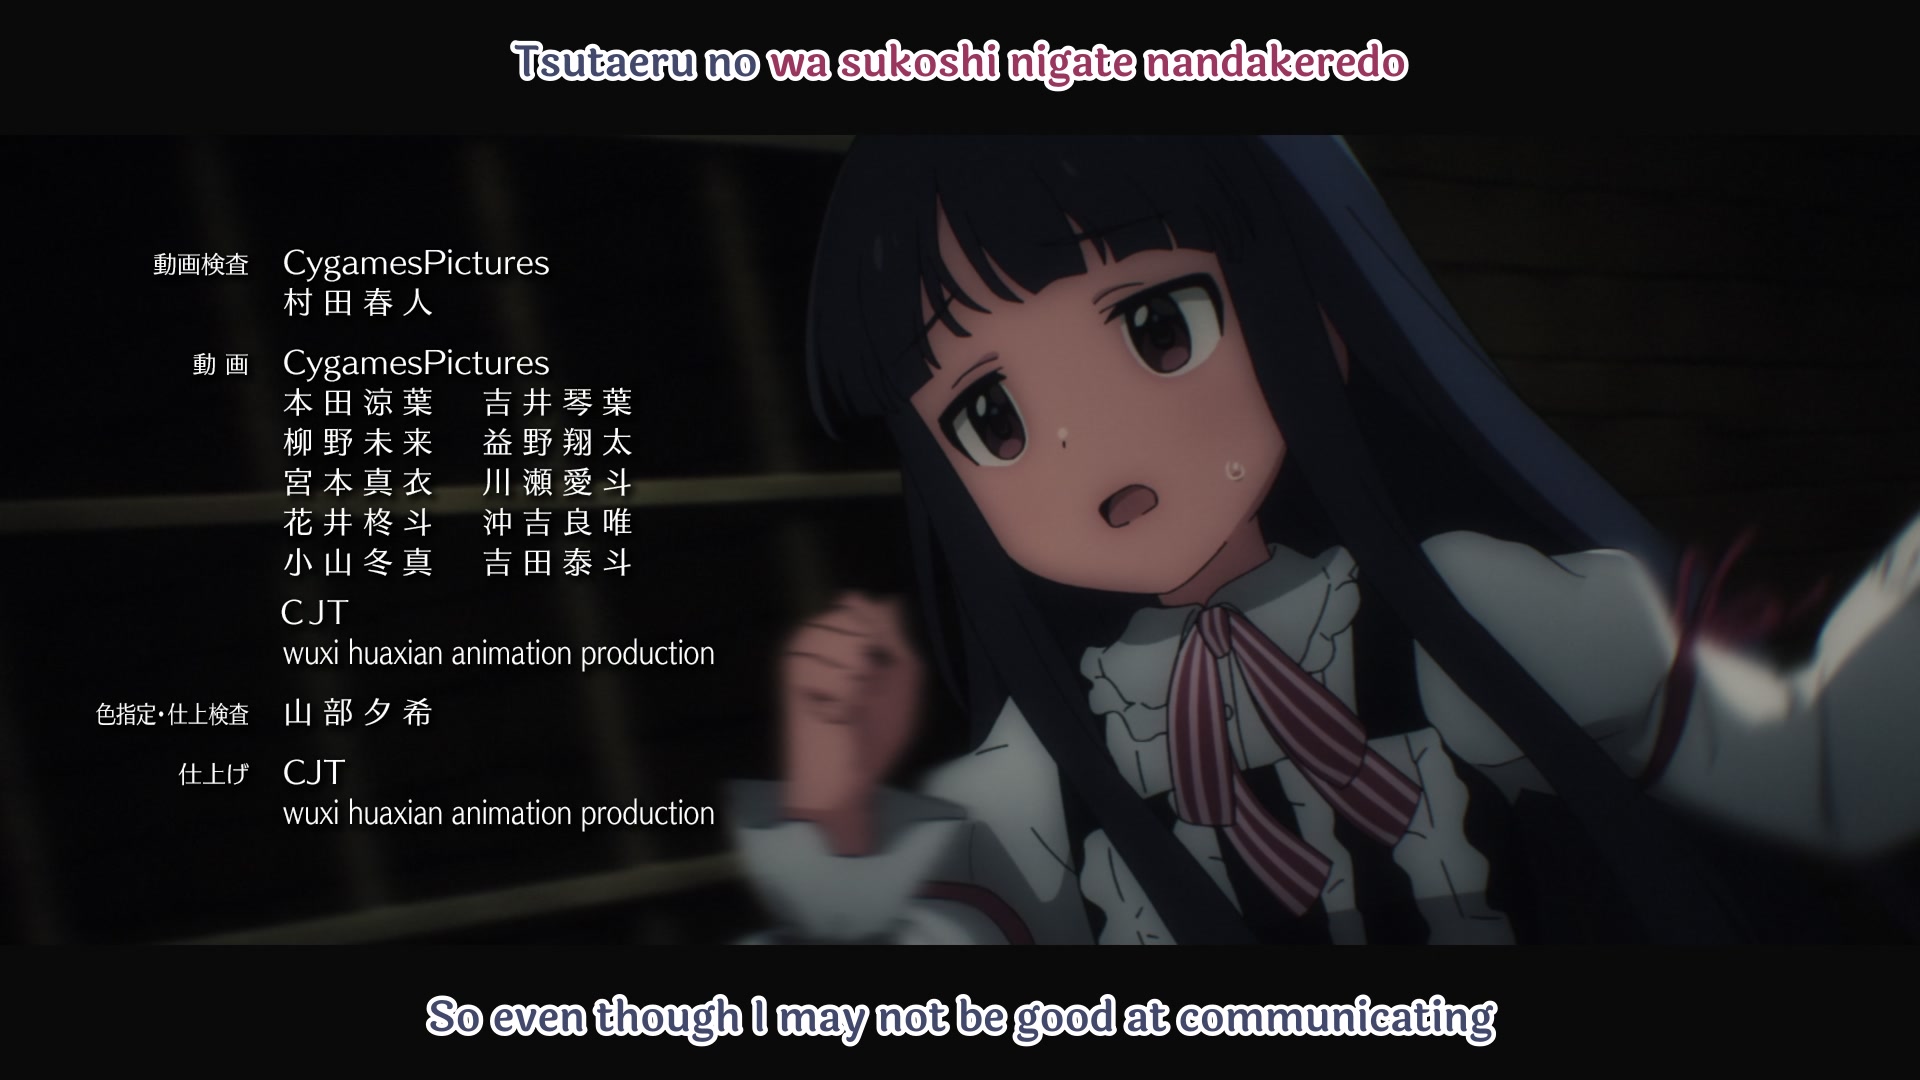 Tsutaeru no wa sukoshi nigate nandakeredo
動画検査 CygamesPictures
村田春人
動画 CygamesPictures
本田涼葉 吉井琴葉
柳野未来 益野翔太
宮本真衣 川瀬愛斗
花井柊斗 沖吉良唯
小山冬真 吉田泰斗
CJT
wuxi huaxian animation production
色指定・仕上検査 山部夕希
仕上げ CJT
wuxi huaxian animation production
So even though I may not be good at communicating